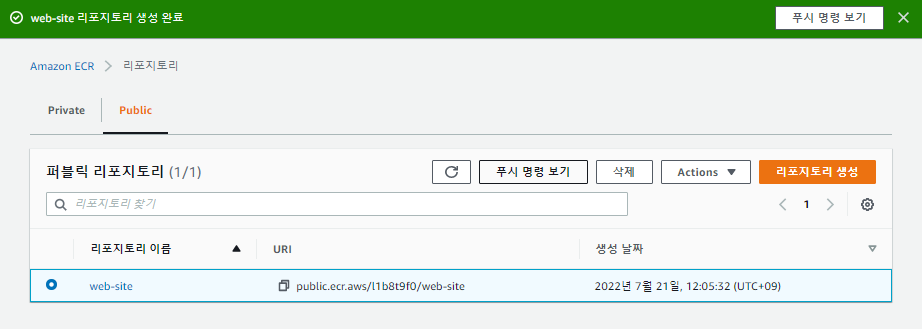 web-site 리포지토리 생성 완료 푸시 명령 보기
Amazon ECR 리포지토리
Private Public
퍼블릭 리포지토리 (1/1) 푸시 명령 보기 삭제 Actions 리포지토리 생성
리포지토리 찾기 1
리포지토리 이름 URI 생성 날짜
web-site public.ecr.aws/l1b8t9f0/web-site 2022년 7월 21일, 12:05:32 (UTC+09)